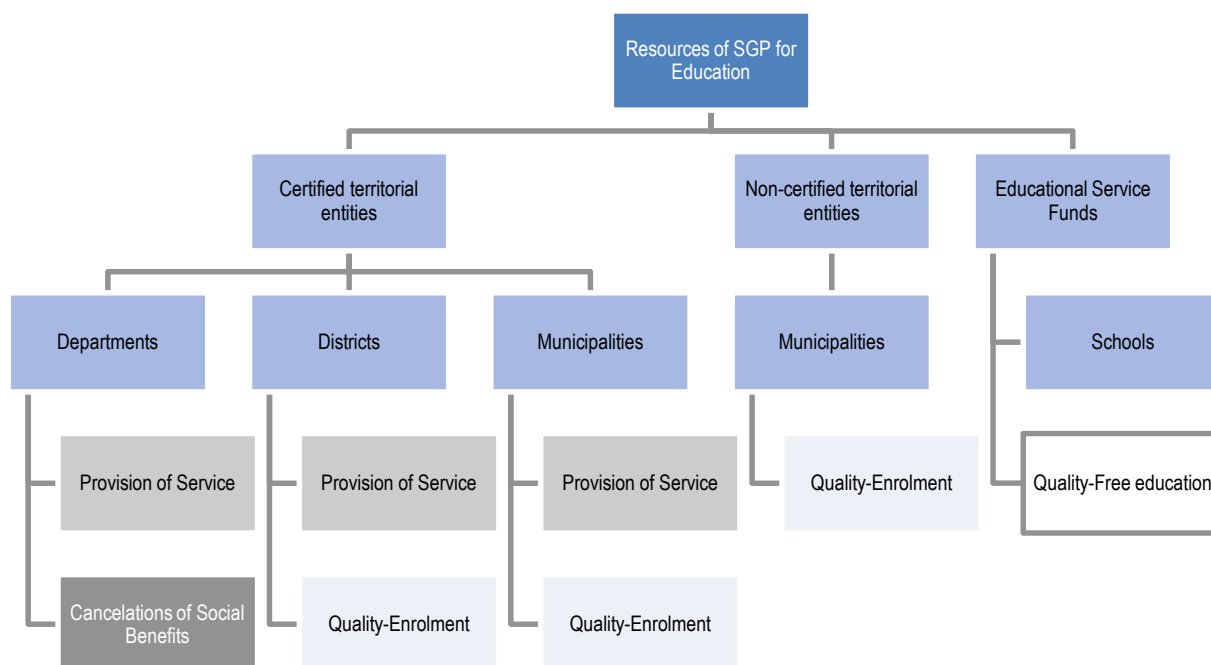 Resources of SGP for
Education
Certified territorial
entities
Non-certified territorial
entities
Educational Service
Funds
Departments
Districts
Municipalities
Municipalities
Schools
Provision of Service
Provision of Service
Provision of Service
Quality-Enrolment
Quality-Free education
Cancelations of Social
Benefits
Quality-Enrolment
Quality-Enrolment